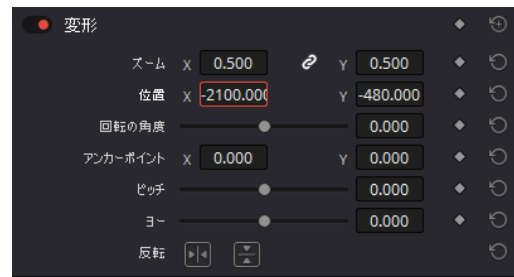 変形
ズーム X 0.500 Y 0.500
位置 X -2100.000 Y -480.000
回転の角度 0.000
アンカーポイント X 0.000 Y 0.000
ピッチ 0.000
ヨー 0.000
反転